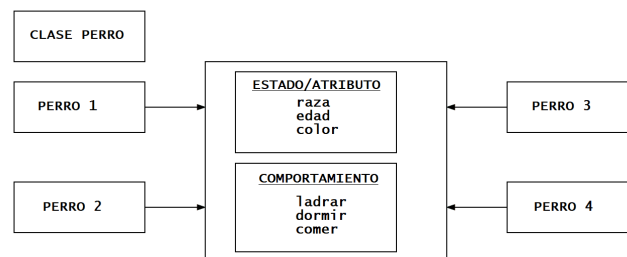 CLASE PERRO
PERRO 1
PERRO 2
ESTADO/ATRIBUTO
raza
edad
color
COMPORTAMIENTO
ladrar
dormir
comer
PERRO 3
PERRO 4